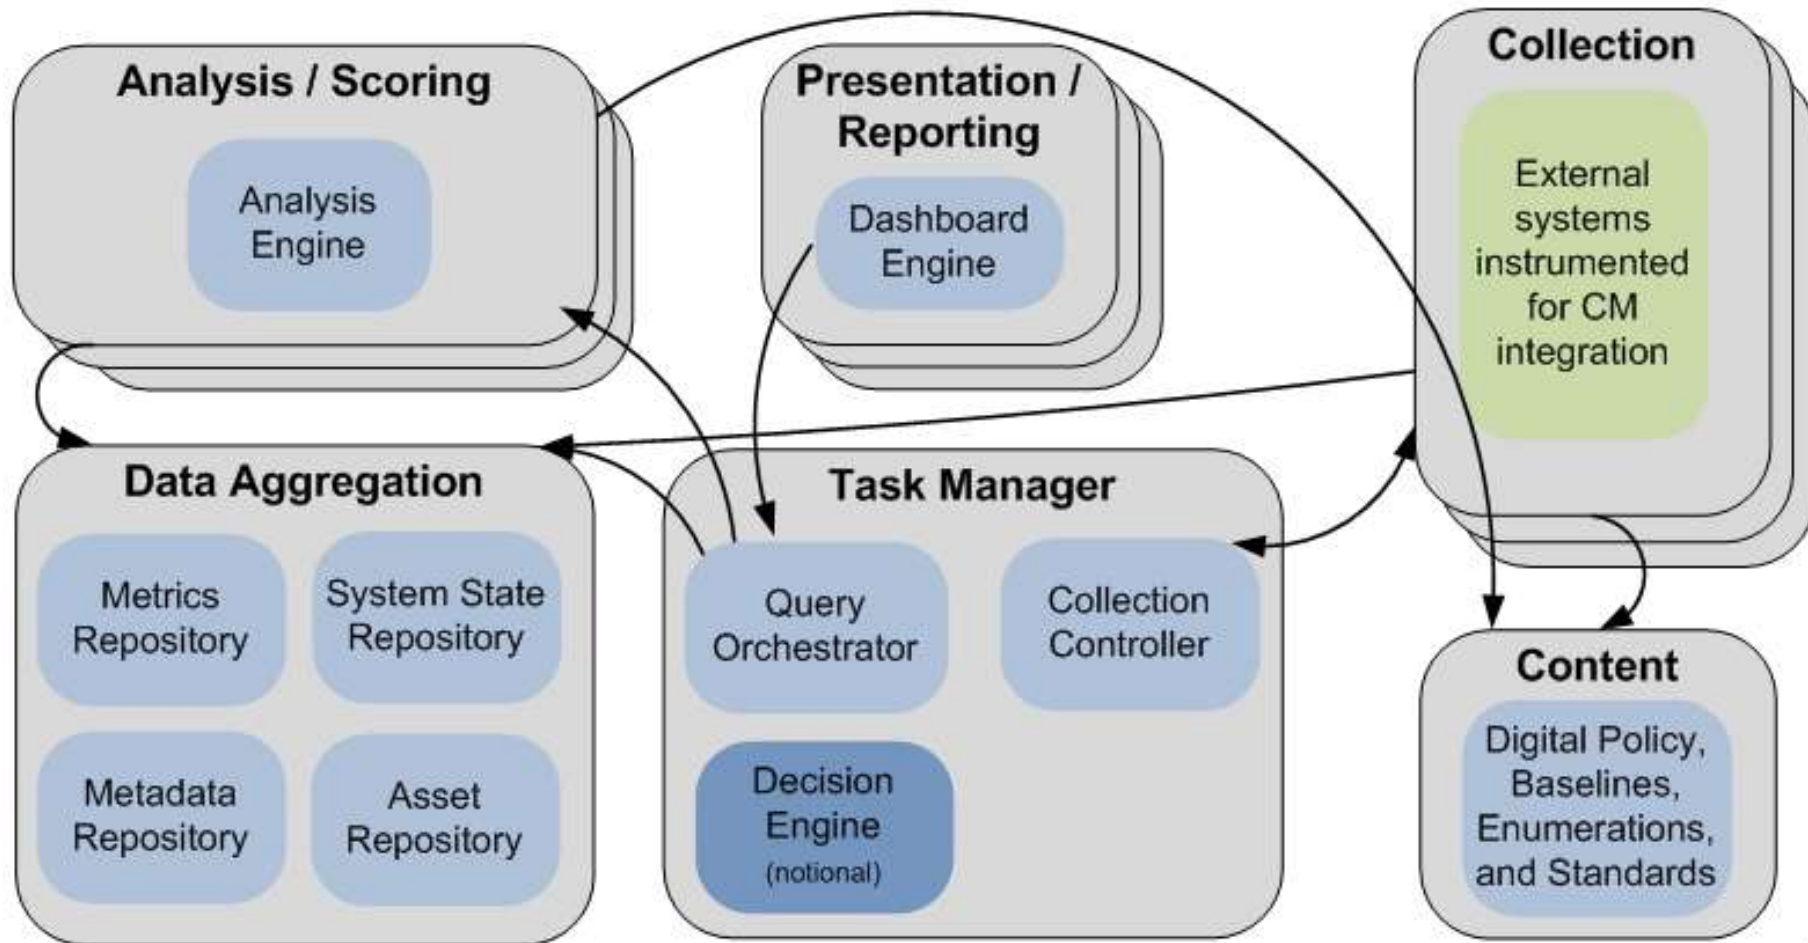 Analysis / Scoring
Analysis
Engine
Presentation /
Reporting
Dashboard
Engine
Collection
External
systems
instrumented
for CM
integration
Data Aggregation
Metrics
Repository
System State
Repository
Metadata
Repository
Asset
Repository
Task Manager
Query
Orchestrator
Collection
Controller
Decision
Engine
(notional)
Content
Digital Policy,
Baselines,
Enumerations,
and Standards